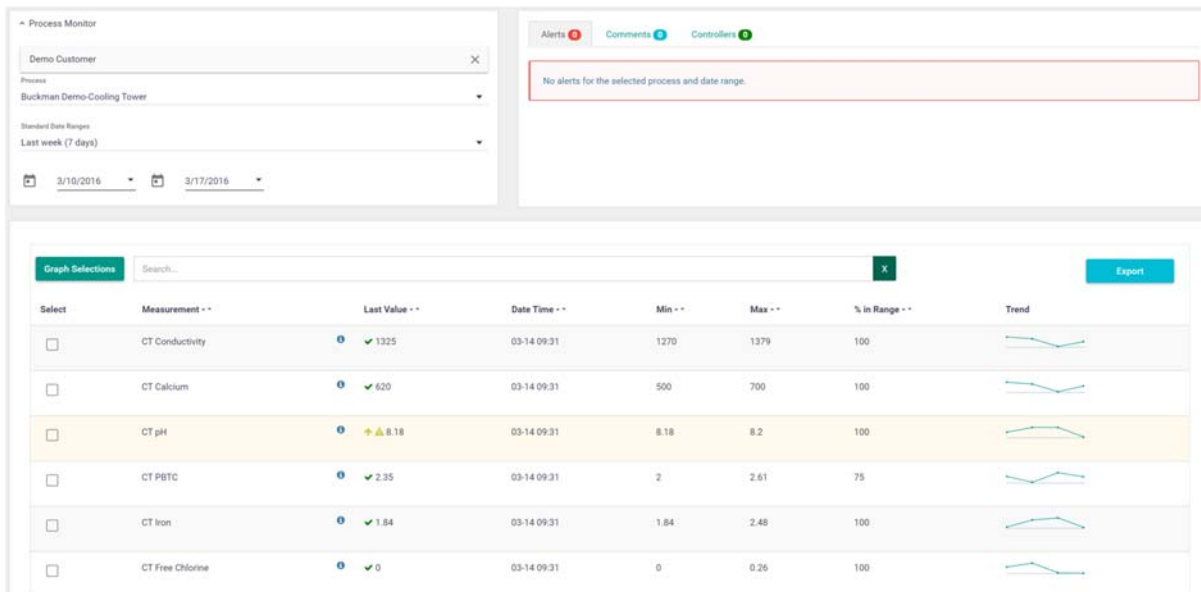 Process Monitor
Demo Customer
Process
Buckman Demo-Cooling Tower
Standard Date Ranges
Last week (7 days)
3/10/2016 3/17/2016
Alerts 0 Comments 0 Controllers 0
No alerts for the selected process and date range.
Graph Selections Search... X Export
Select Measurement Last Value Date Time Min Max % in Range Trend
CT Conductivity 1325 03-14 09:31 1270 1379 100
CT Calcium 620 03-14 09:31 500 700 100
CT pH 8.18 03-14 09:31 8.18 8.2 100
CT PBTC 2.35 03-14 09:31 2 2.61 75
CT Iron 1.84 03-14 09:31 1.84 2.48 100
CT Free Chlorine 0 03-14 09:31 0 0.26 100